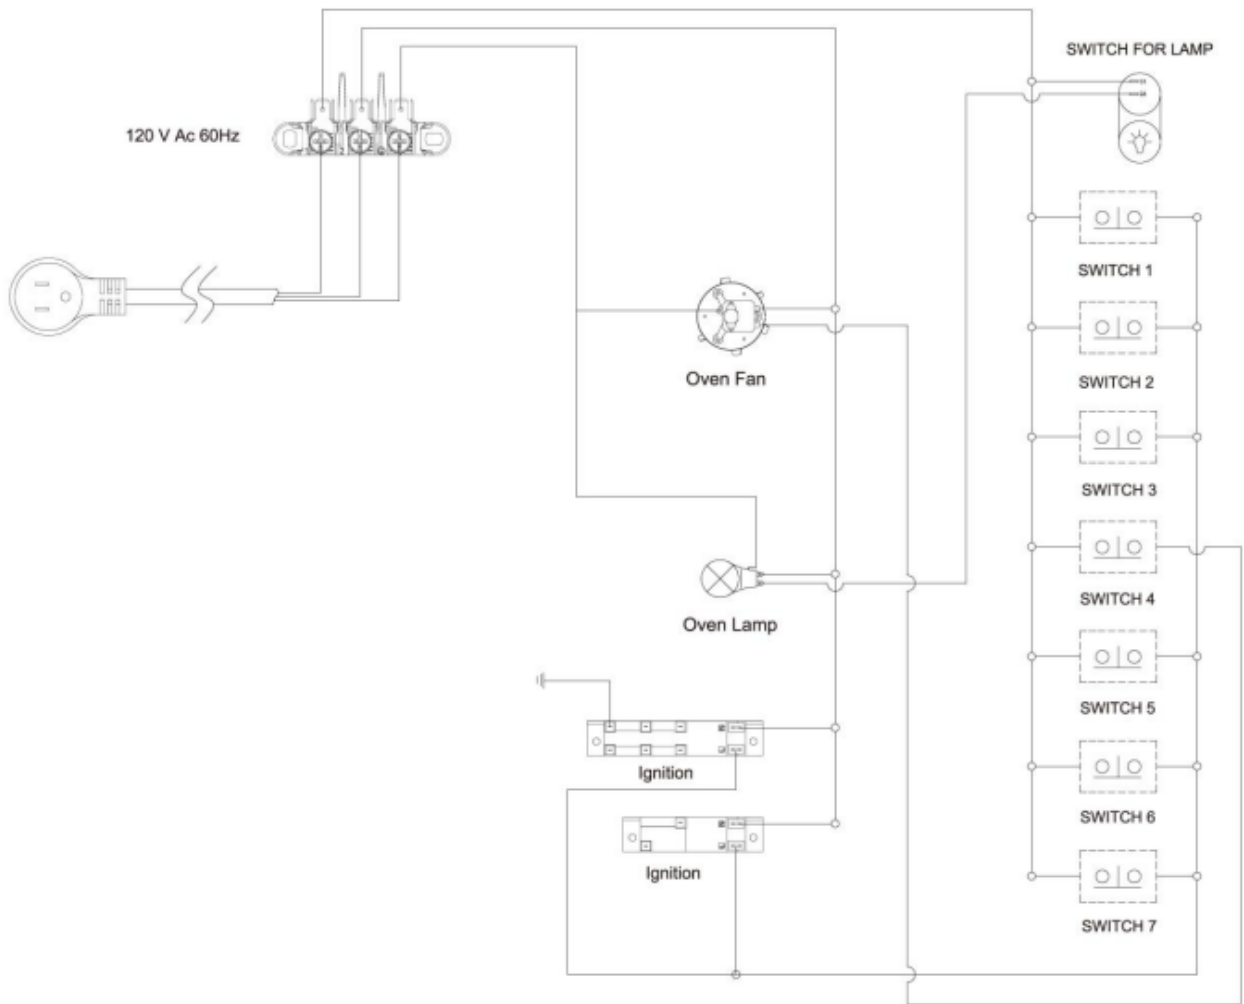 SWITCH FOR LAMP
120 V Ac 60Hz
SWITCH 1
Oven Fan
SWITCH 2
SWITCH 3
SWITCH 4
Oven Lamp
SWITCH 5
Ignition
SWITCH 6
Ignition
SWITCH 7